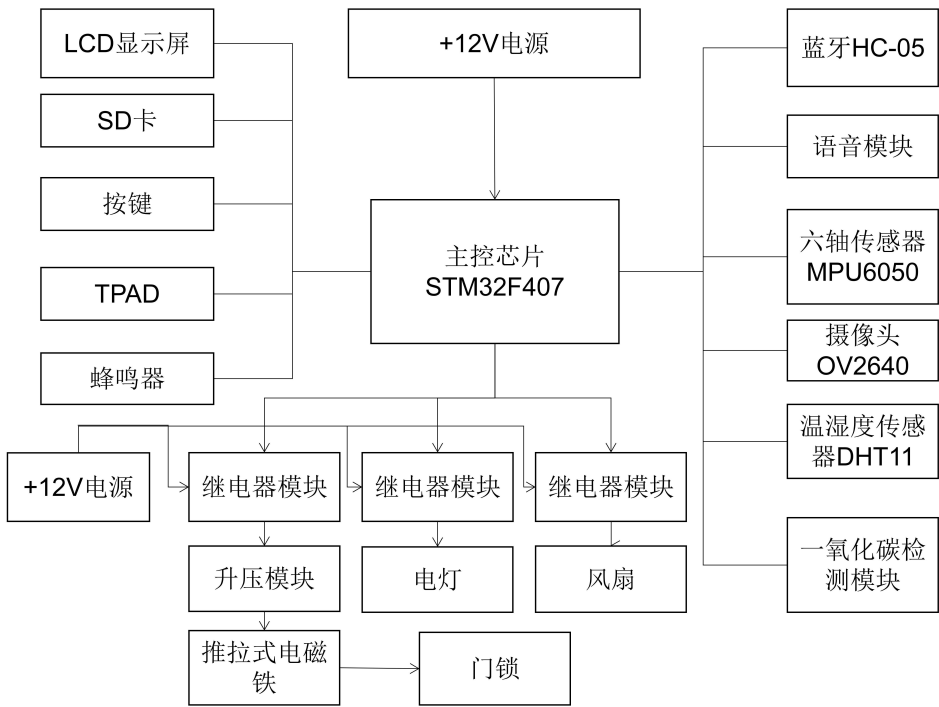 LCD显示屏
+12V电源
蓝牙HC-05
SD卡
语音模块
按键
主控芯片
STM32F407
六轴传感器
MPU6050
TPAD
摄像头
OV2640
蜂鸣器
温湿度传感
器DHT11
+12V电源
继电器模块
继电器模块
继电器模块
一氧化碳检
测模块
升压模块
电灯
风扇
推拉式电磁
铁
门锁